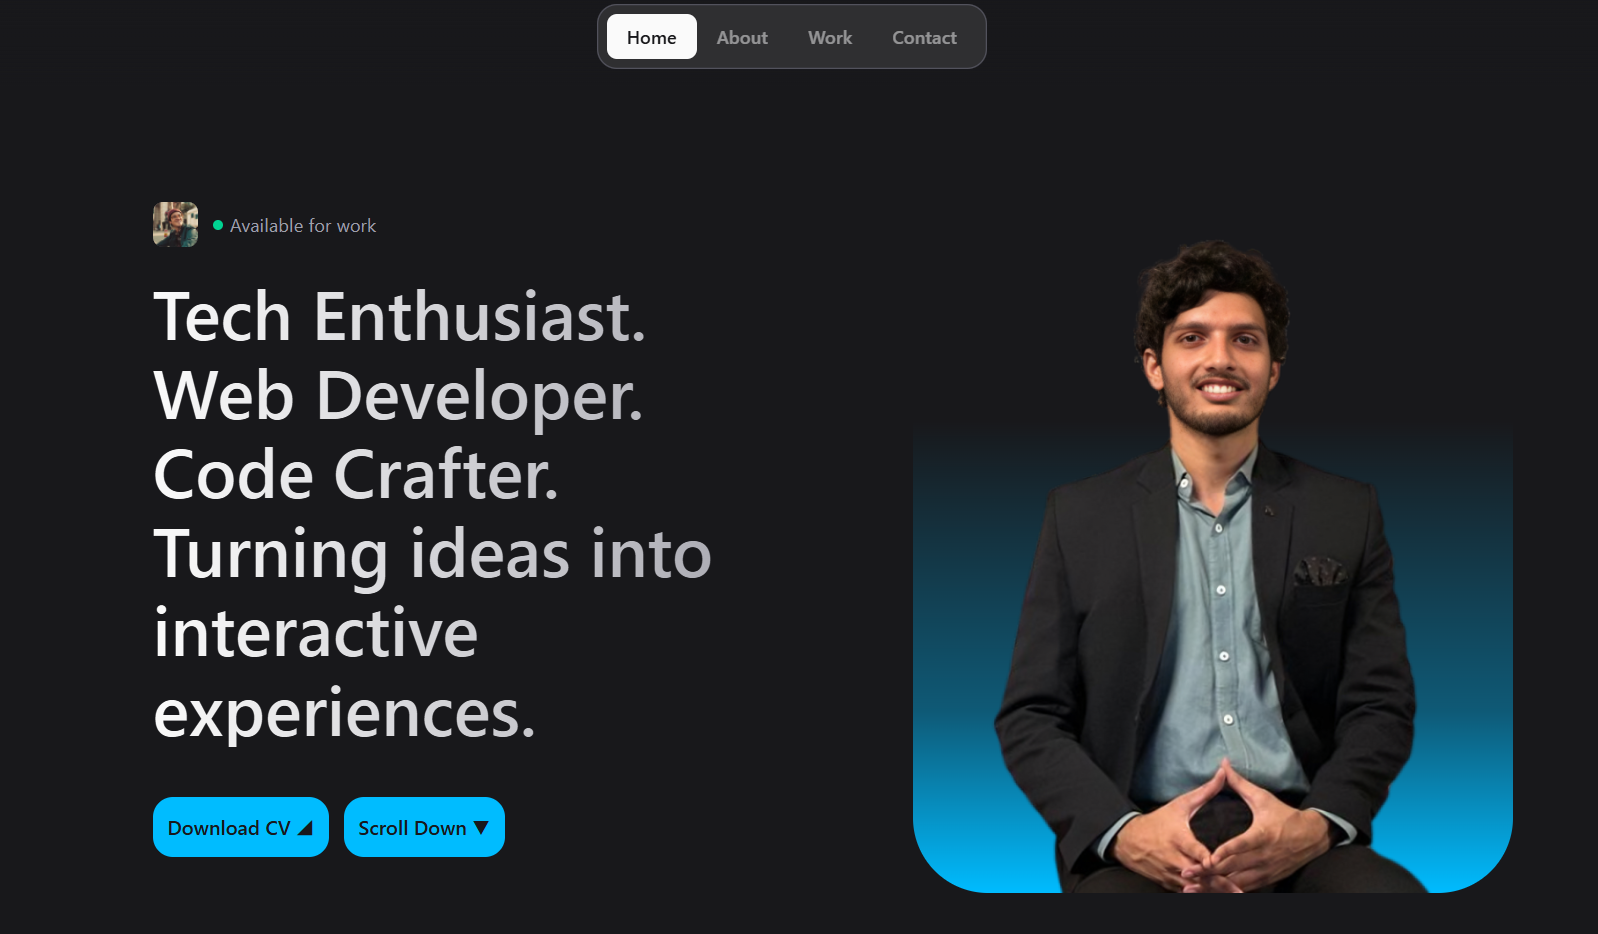 Home About Work Contact
Available for work
Tech Enthusiast.
Web Developer.
Code Crafter.
Turning ideas into
interactive
experiences.
Download CV ◢ Scroll Down ▼